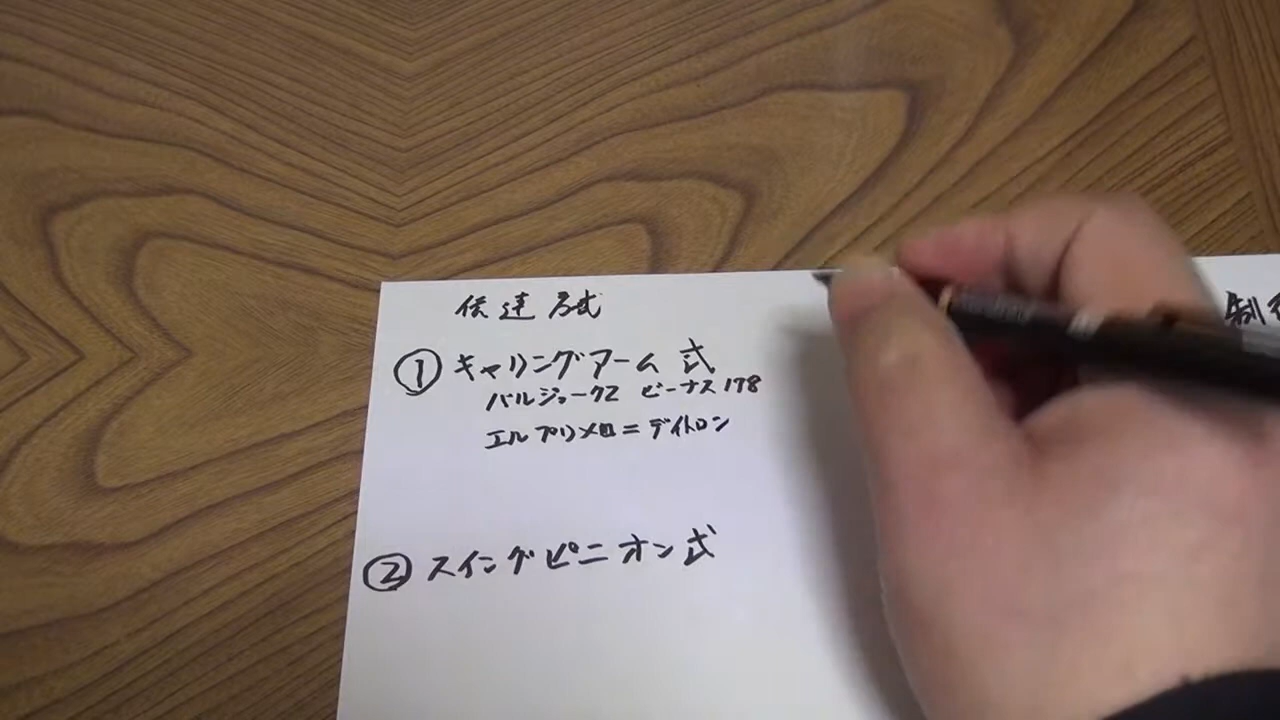 伝達方式
① キャリングアーム式
バルジュー72 ビーナス178
エルプリメロ=デイトロン
② スイングピニオン式
制